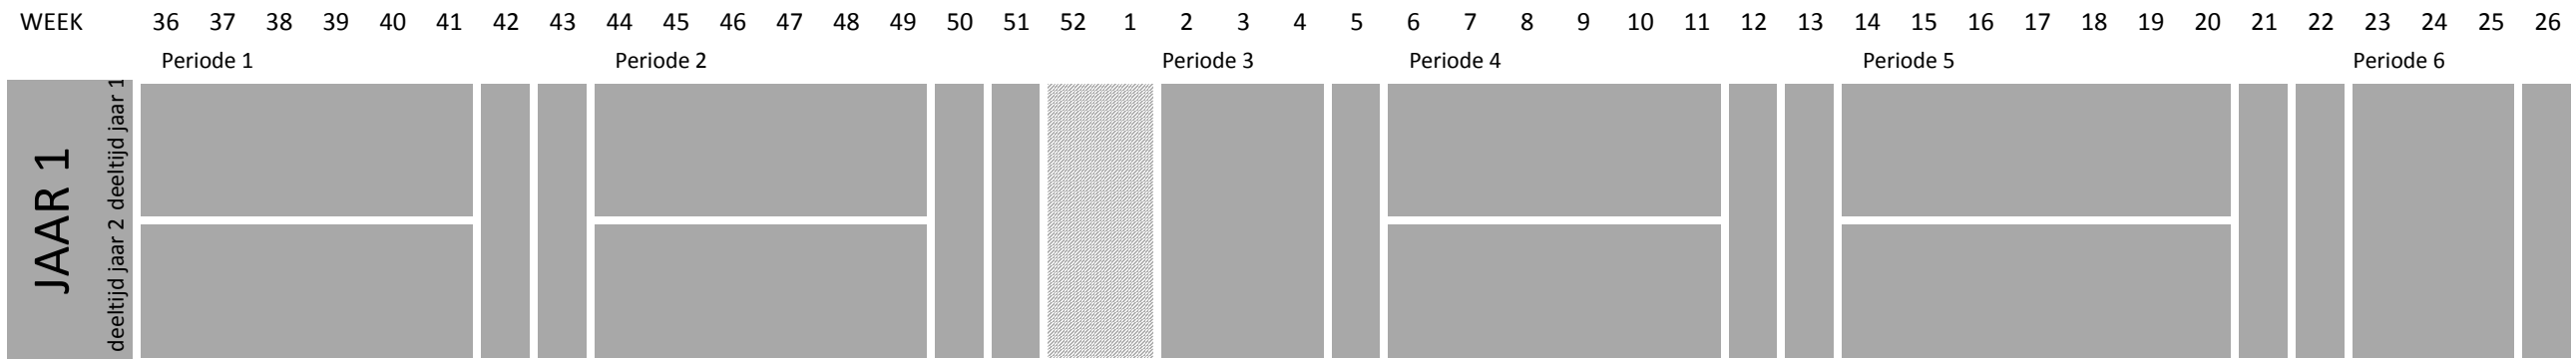 WEEK 36 37 38 39 40 41 42 43 44 45 46 47 48 49 50 51 52 1 2 3 4 5 6 7 8 9 10 11 12 13 14 15 16 17 18 19 20 21 22 23 24 25 26
Periode 1 Periode 2 Periode 3 Periode 4 Periode 5 Periode 6
JAAR 1
deeltijd jaar 2 deeltijd jaar 1